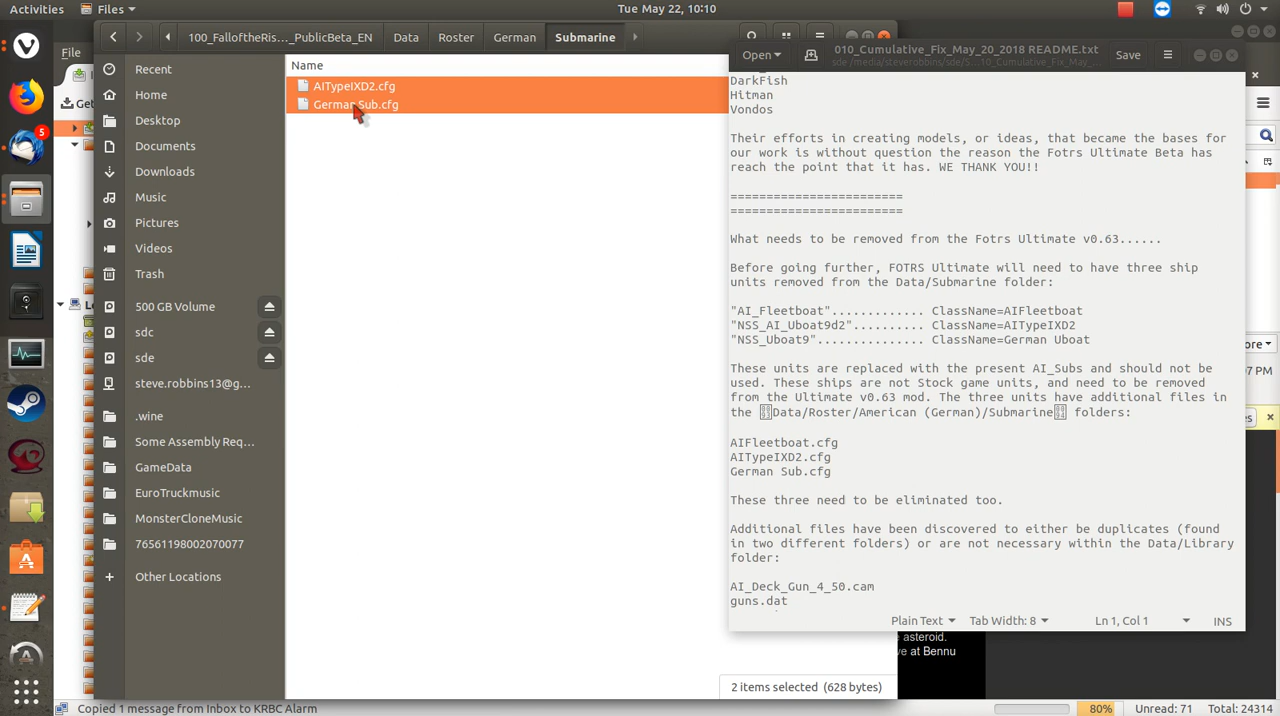 Activities
Files
Tue May 22, 10:10
100_FalloftheRis…_PublicBeta_EN
Data
Roster
German
Submarine
File
Get
Recent
Home
Desktop
Documents
Downloads
Music
Pictures
Videos
Trash
500 GB Volume
sdc
sde
steve.robbins13@g…
.wine
Some Assembly Req…
GameData
EuroTruckmusic
MonsterCloneMusic
76561198002070077
Other Locations
Name
AITypeIXD2.cfg
German Sub.cfg
2 items selected (628 bytes)
Open
010_Cumulative_Fix_May_20_2018 README.txt
Save
DarkFish
Hitman
Vondos
Their efforts in creating models, or ideas, that became the bases for
our work is without question the reason the Fotrs Ultimate Beta has
reach the point that it has. WE THANK YOU!!
========================
========================
What needs to be removed from the Fotrs Ultimate v0.63......
Before going further, FOTRS Ultimate will need to have three ship
units removed from the Data/Submarine folder:
"AI_Fleetboat"............. ClassName=AIFleetboat
"NSS_AI_Uboat9d2".......... ClassName=AITypeIXD2
"NSS_Uboat9"............... ClassName=German Uboat
These units are replaced with the present AI_Subs and should not be
used. These ships are not Stock game units, and need to be removed
from the Ultimate v0.63 mod. The three units have additional files in
the Data/Roster/American (German)/Submarine folders:
AIFleetboat.cfg
AITypeIXD2.cfg
German Sub.cfg
These three need to be eliminated too.
Additional files have been discovered to either be duplicates (found
in two different folders) or are not necessary within the Data/Library
folder:
AI_Deck_Gun_4_50.cam
guns.dat
Plain Text
Tab Width: 8
Ln 1, Col 1
INS
asteroid.
ve at Bennu
ore
7 PM
es
5
Copied 1 message from Inbox to KRBC Alarm
80%
Unread: 71
Total: 24314